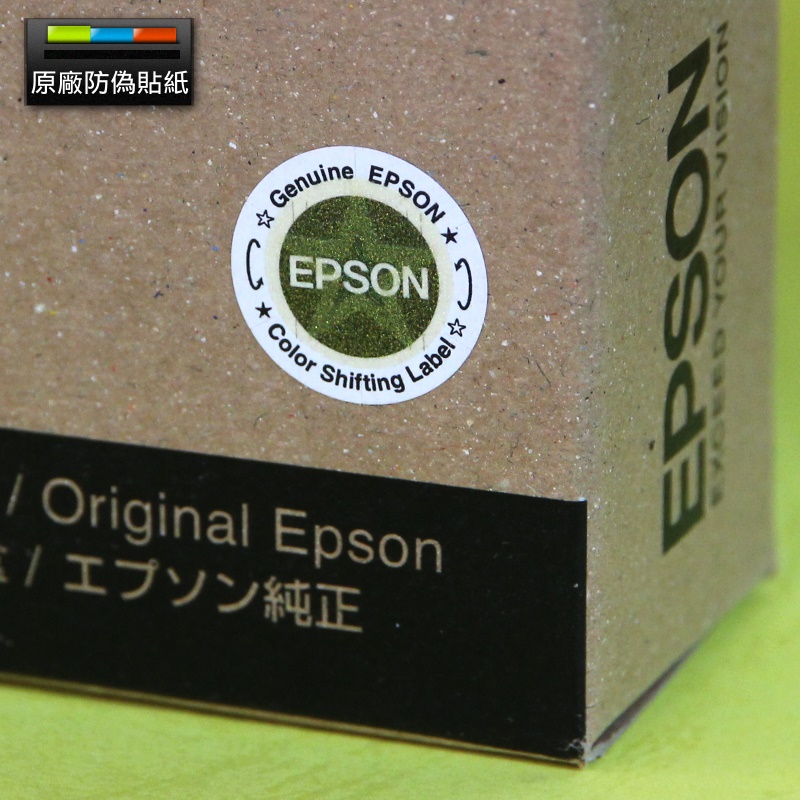 原廠防偽貼紙
☆ Genuine EPSON ★
EPSON
★ Color Shifting Label ☆
/ Original Epson
/ エプソン純正
EPSON
EXCEED YOUR VISION